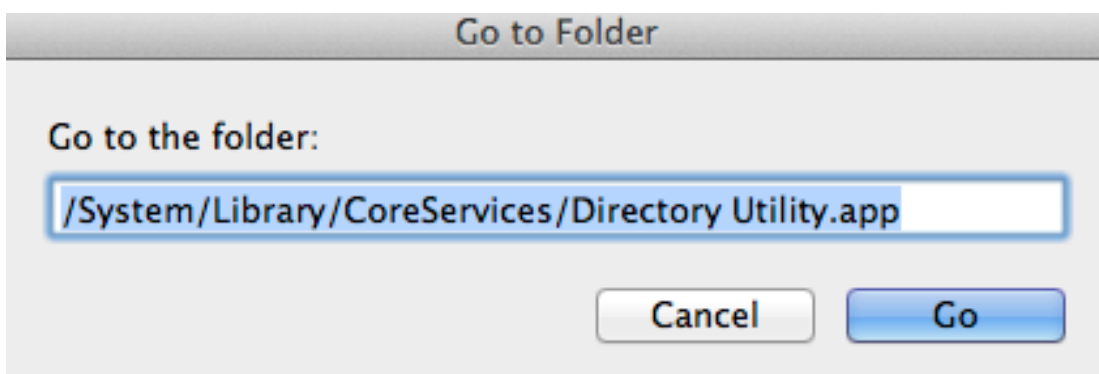 Go to Folder
Go to the folder:
/System/Library/CoreServices/Directory Utility.app
Cancel Go